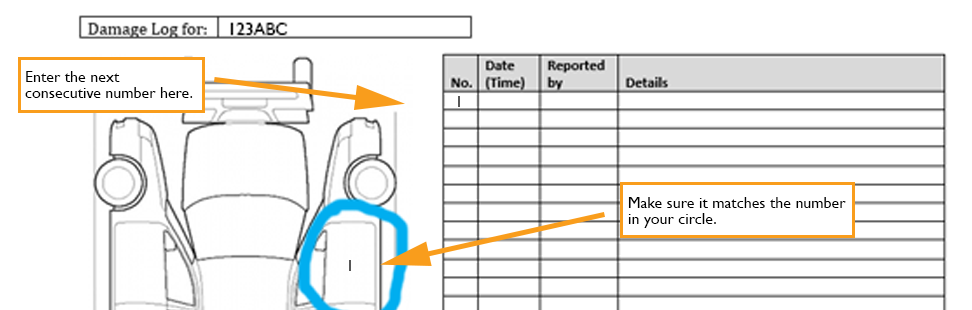 Damage Log for: 123ABC
Enter the next
consecutive number here.
No. Date (Time) Reported by Details
1
Make sure it matches the number
in your circle.
1